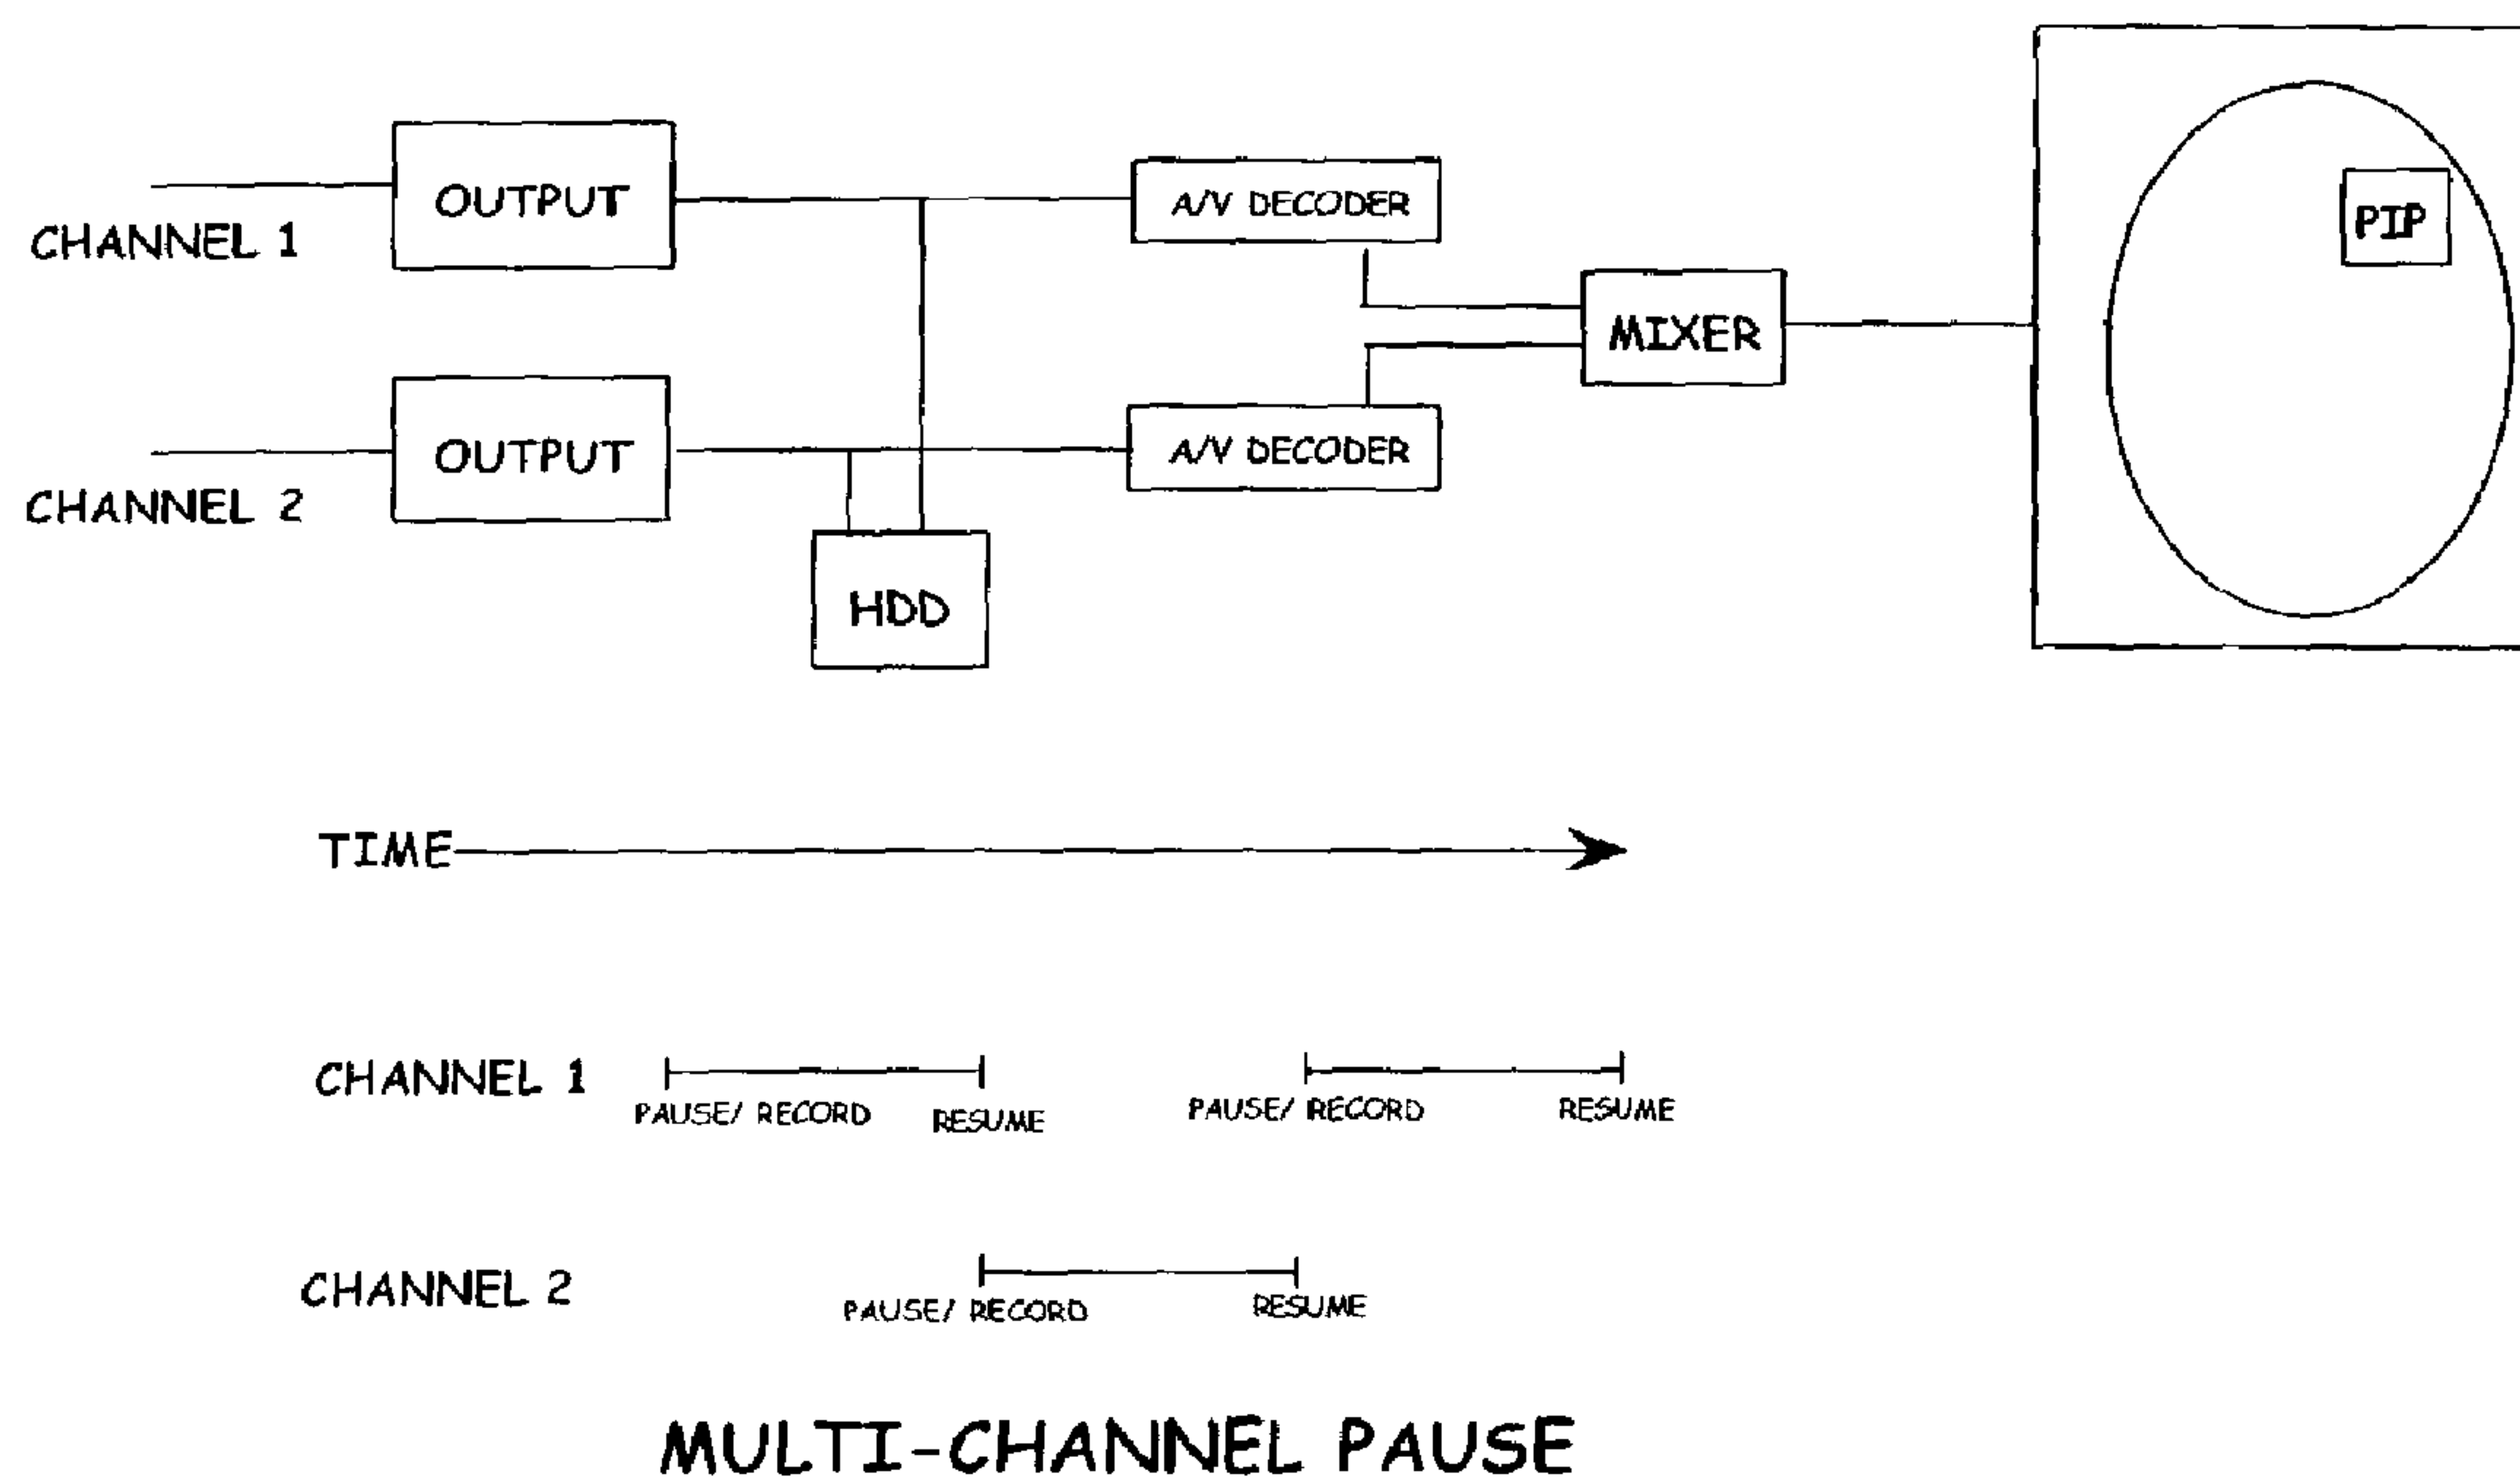 OUTPUT
A/V DECODER
PIP
CHANNEL 1
MIXER
OUTPUT
A/V DECODER
CHANNEL 2
HDD
TIME
CHANNEL 1
PAUSE/ RECORD
RESUME
PAUSE/ RECORD
RESUME
CHANNEL 2
PAUSE/ RECORD
RESUME
MULTI-CHANNEL PAUSE